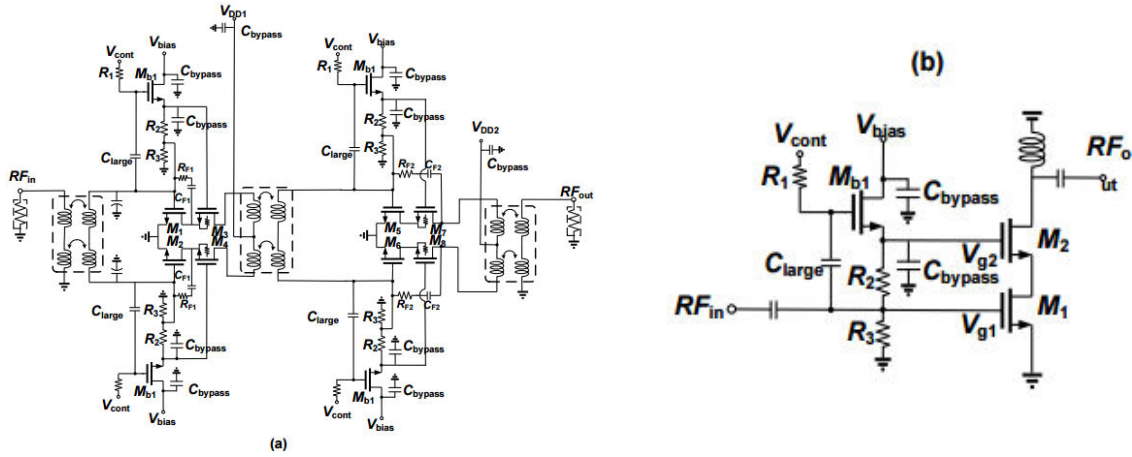 V_DD1
C_bypass
V_cont
V_bias
R_1
M_b1
C_bypass
C_bypass
R_2
R_3
C_large
R_F1
C_F1
RF_in
M_1
M_2
M_3
M_4
C_F1
R_F1
C_large
R_3
R_2
C_bypass
C_bypass
M_b1
V_cont
V_bias
V_cont
V_bias
R_1
M_b1
C_bypass
C_bypass
R_2
R_3
C_large
R_F2
C_F2
V_DD2
C_bypass
RF_out
M_5
M_6
M_7
M_8
R_F2
C_F2
C_large
R_3
R_2
C_bypass
C_bypass
M_b1
V_cont
V_bias
(a)
(b)
V_cont
V_bias
RF_o
ut
R_1
M_b1
C_bypass
M_2
V_g2
C_large
R_2
C_bypass
RF_in
R_3
V_g1
M_1